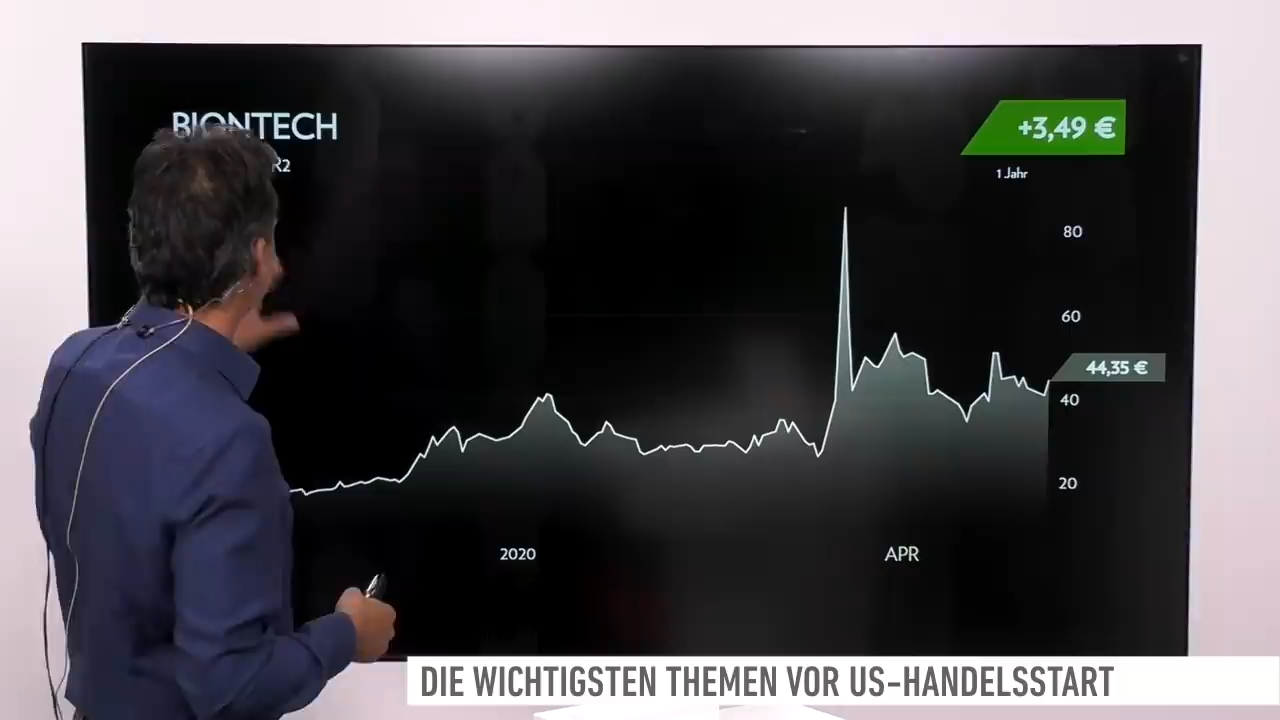 BIONTECH
R2
+3,49 €
1 Jahr
80
60
44,35 €
40
20
2020
APR
DIE WICHTIGSTEN THEMEN VOR US-HANDELSSTART